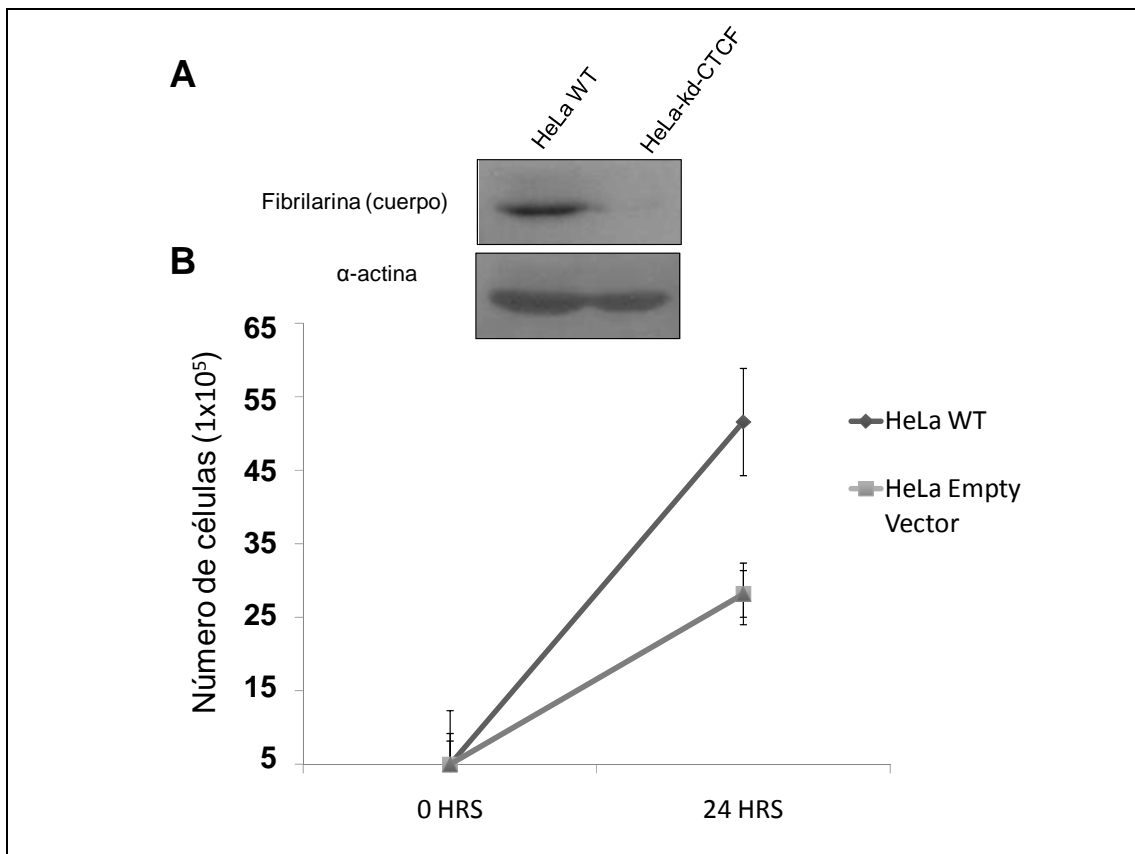 A
HeLa WT
HeLa-kd-CTCF
Fibrilarina (cuerpo)
B
α-actina
Número de células (1x10⁵)
65
55
45
35
25
15
5
0 HRS
24 HRS
HeLa WT
HeLa Empty
Vector